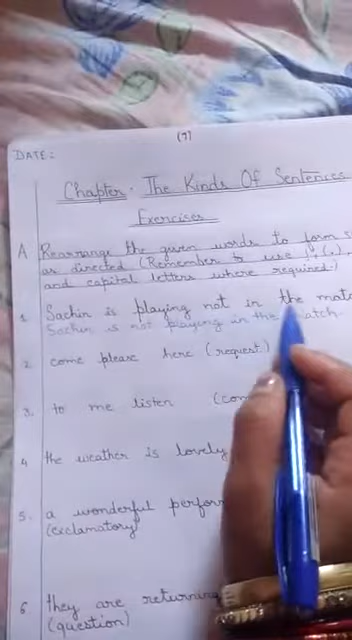 (7)
DATE:
Chapter. The Kinds Of Sentences
Exercises
A Rearrange the given words to form
as directed (Remember to use
and capital letters where required.)
1. Sachin is playing not in the
Sachin is not playing in the match.
2. come please here (request)
3. to me listen
4. the weather is lovely
5. a wonderful
(exclamatory)
6. they are returning
(question)